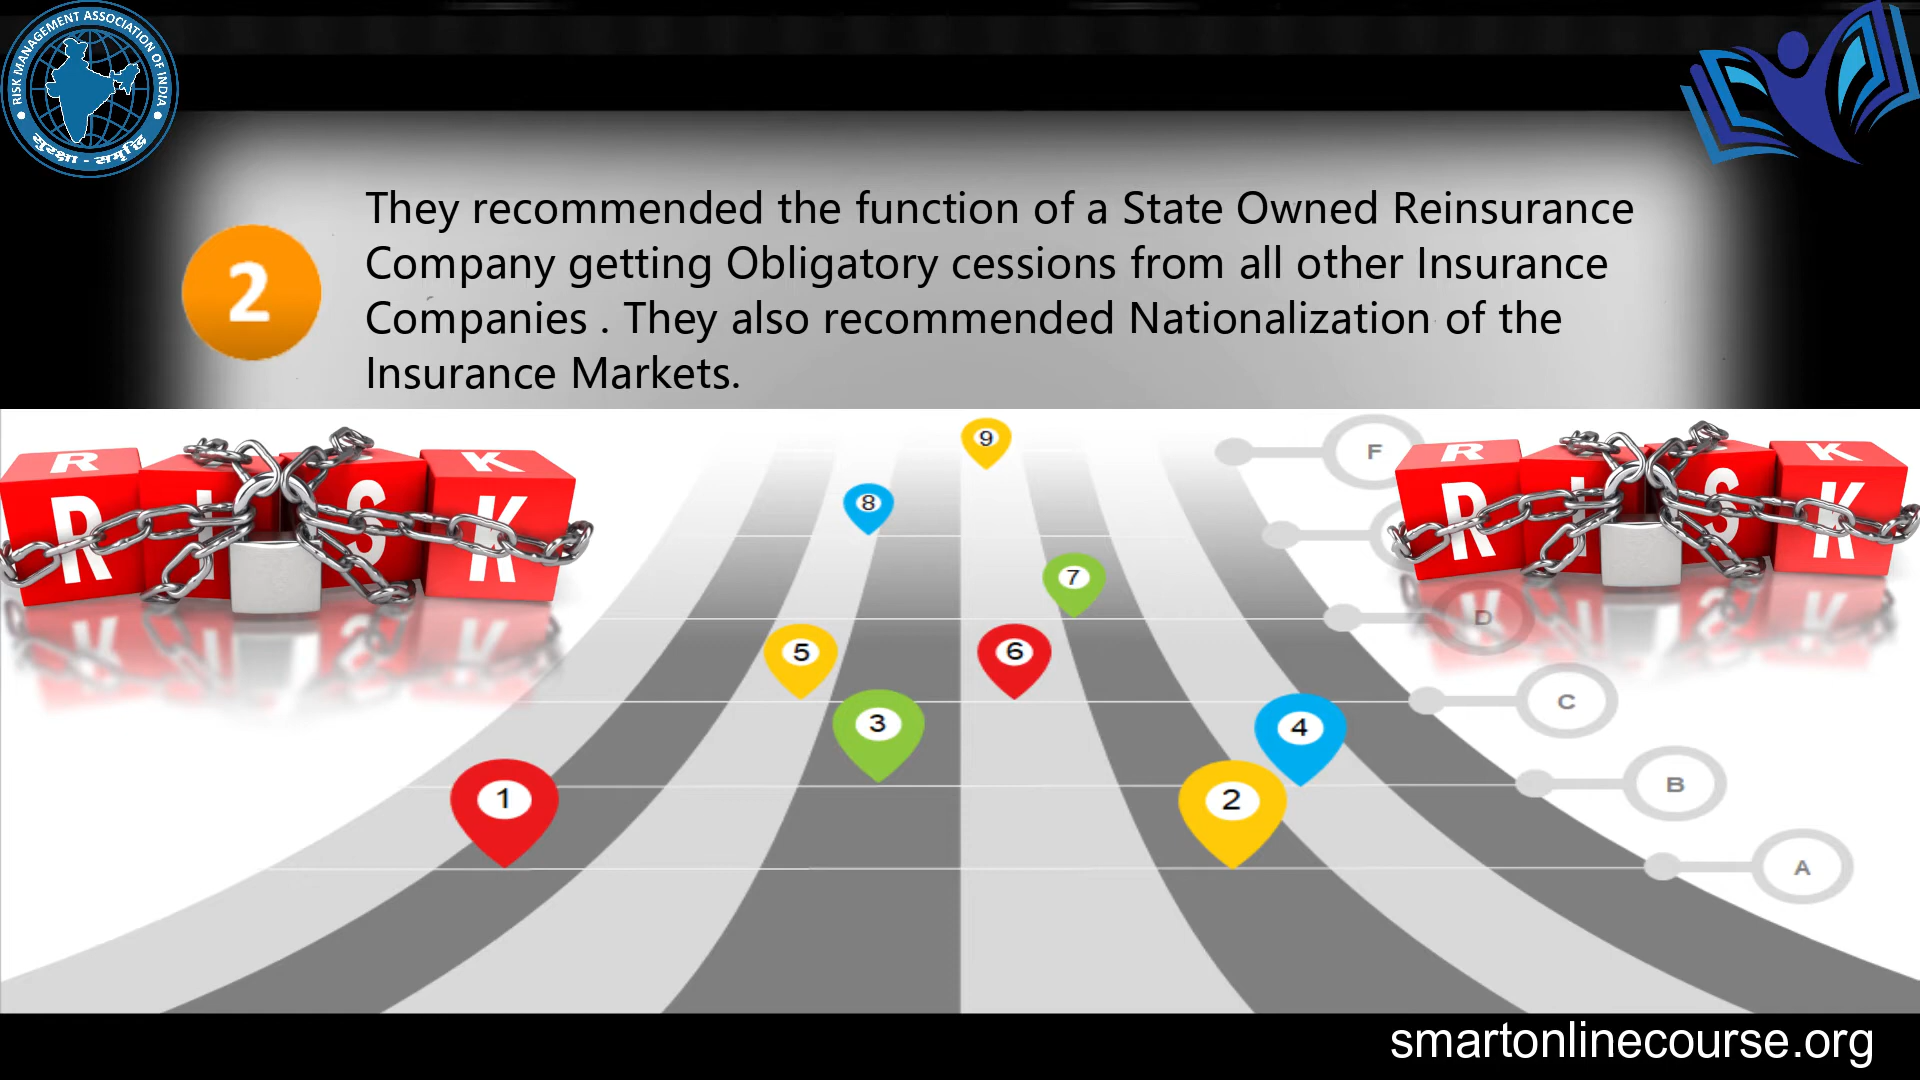 RISK MANAGEMENT ASSOCIATION OF INDIA
सुरक्षा - समृद्धि
They recommended the function of a State Owned Reinsurance
Company getting Obligatory cessions from all other Insurance
Companies . They also recommended Nationalization of the
Insurance Markets.
2
9
F
R K
R I S K
R K
R I S K
8
7
D
5
6
C
3
4
B
1
2
A
smartonlinecourse.org